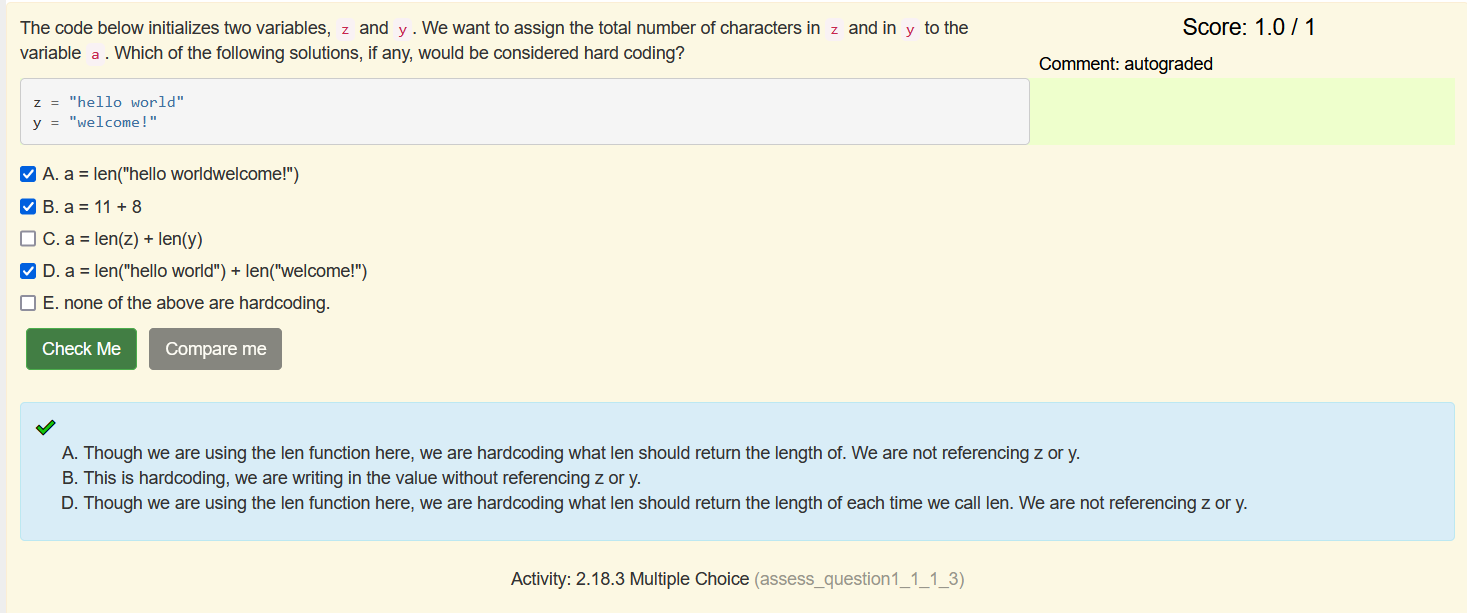 The code below initializes two variables, z and y . We want to assign the total number of characters in z and in y to the
variable a . Which of the following solutions, if any, would be considered hard coding?
Score: 1.0 / 1
Comment: autograded
z = "hello world"
y = "welcome!"
A. a = len("hello worldwelcome!")
B. a = 11 + 8
C. a = len(z) + len(y)
D. a = len("hello world") + len("welcome!")
E. none of the above are hardcoding.
Check Me Compare me
A. Though we are using the len function here, we are hardcoding what len should return the length of. We are not referencing z or y.
B. This is hardcoding, we are writing in the value without referencing z or y.
D. Though we are using the len function here, we are hardcoding what len should return the length of each time we call len. We are not referencing z or y.
Activity: 2.18.3 Multiple Choice (assess_question1_1_1_3)